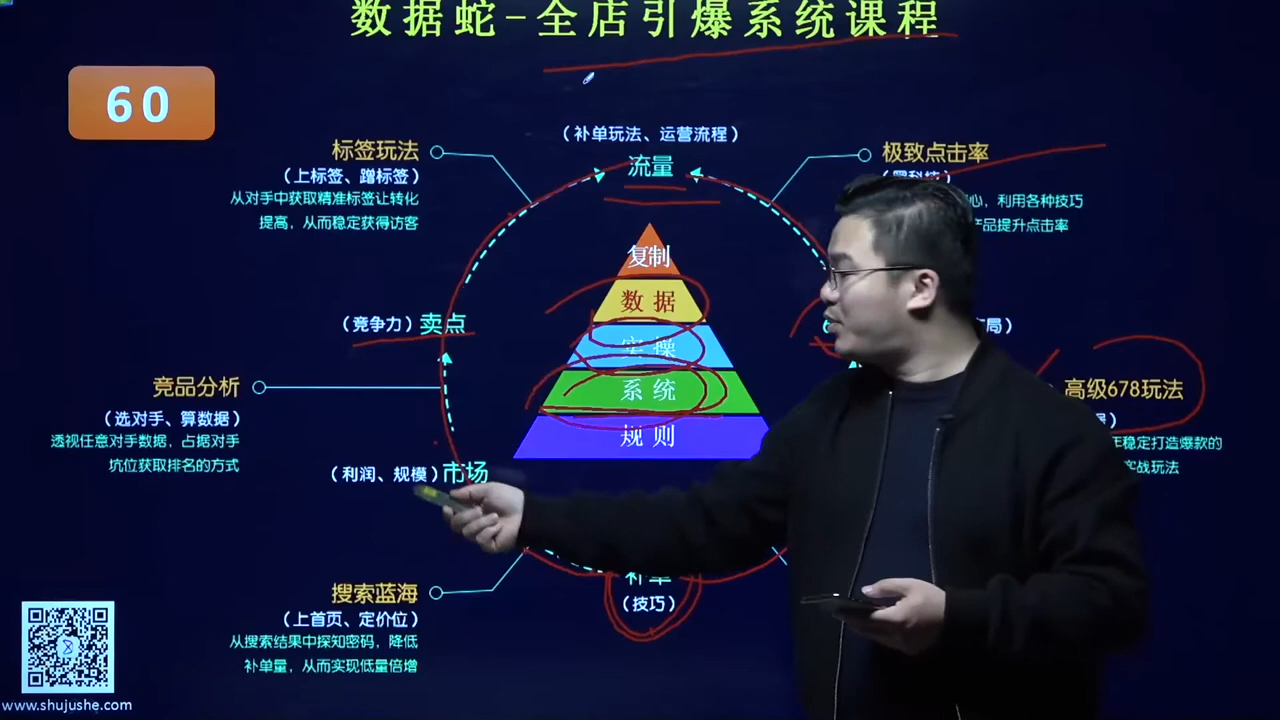 数据蛇-全店引爆系统课程
60
（补单玩法、运营流程）
流量
标签玩法
（上标签、蹭标签）
从对手中获取精准标签让转化
提高，从而稳定获得访客
极致点击率
心，利用各种技巧
产品提升点击率
复制
数据
实操
系统
规则
（竞争力）卖点
局）
竞品分析
（选对手、算数据）
透视任意对手数据，占据对手
坑位获取排名的方式
高级678玩法
年稳定打造爆款的
实战玩法
（利润、规模）市场
补单
（技巧）
搜索蓝海
（上首页、定价位）
从搜索结果中探知密码，降低
补单量，从而实现低量倍增
www.shujushe.com